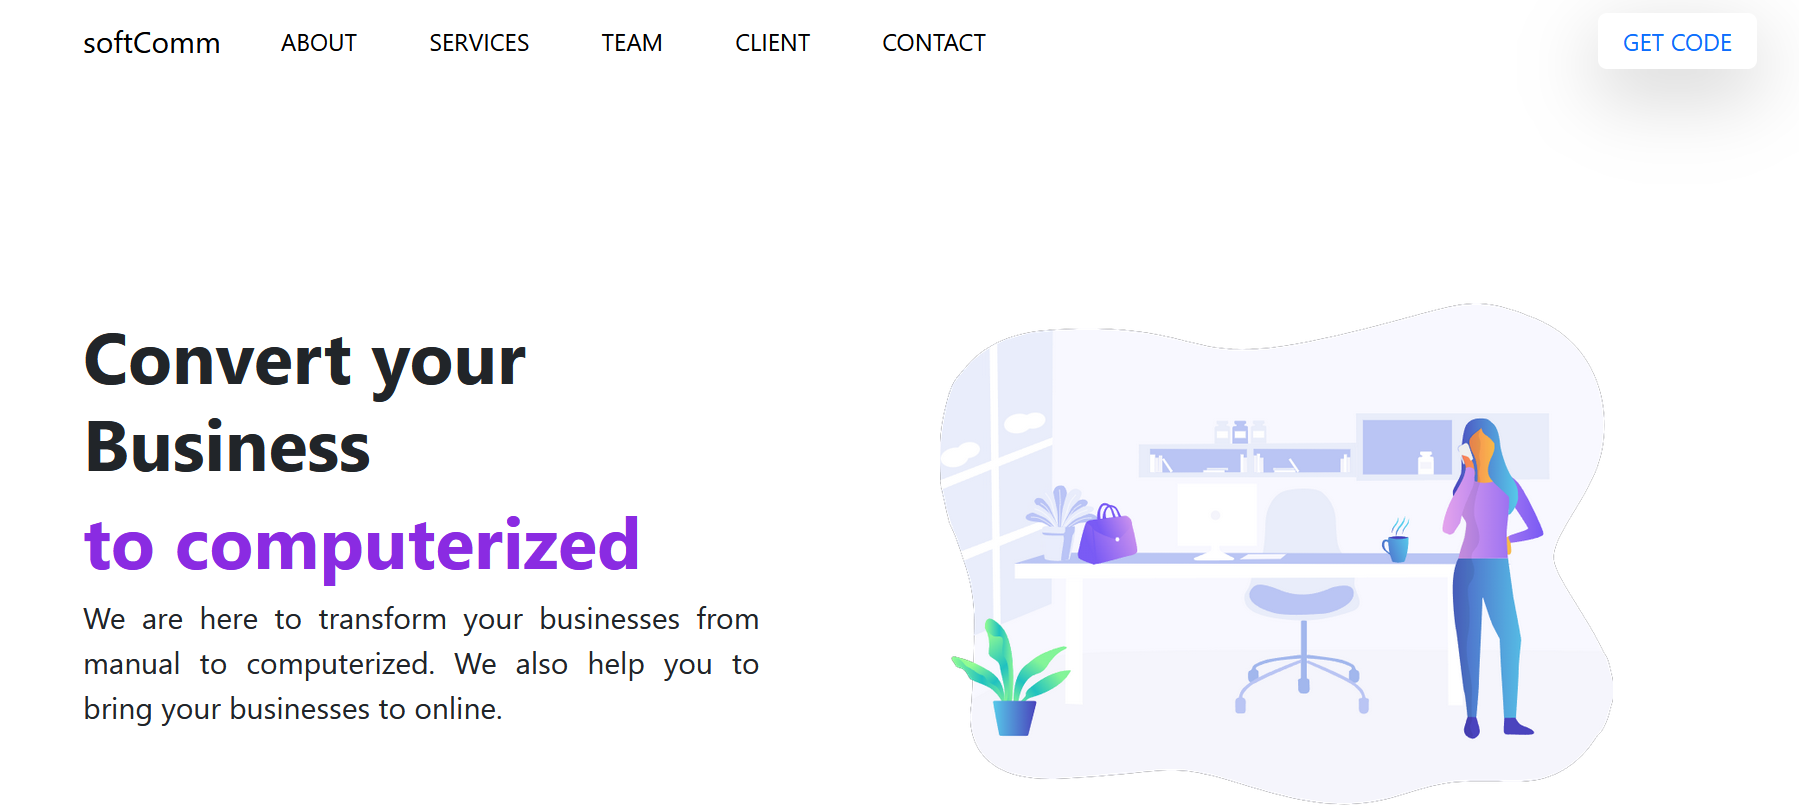 softComm ABOUT SERVICES TEAM CLIENT CONTACT GET CODE
Convert your
Business
to computerized
We are here to transform your businesses from
manual to computerized. We also help you to
bring your businesses to online.